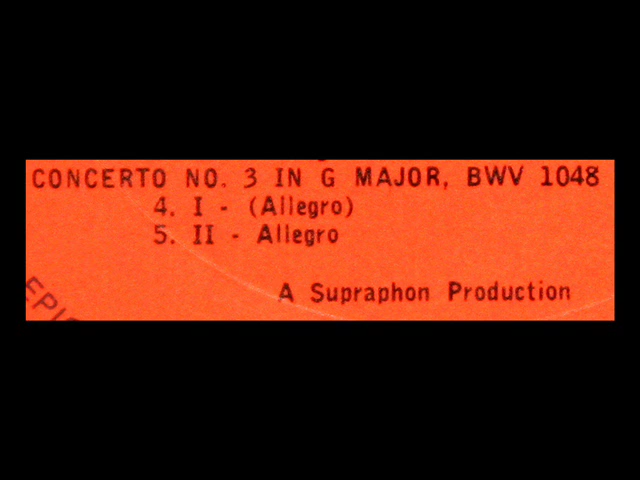 CONCERTO NO. 3 IN G MAJOR, BWV 1048
4. I - (Allegro)
5. II - Allegro
A Supraphon Production